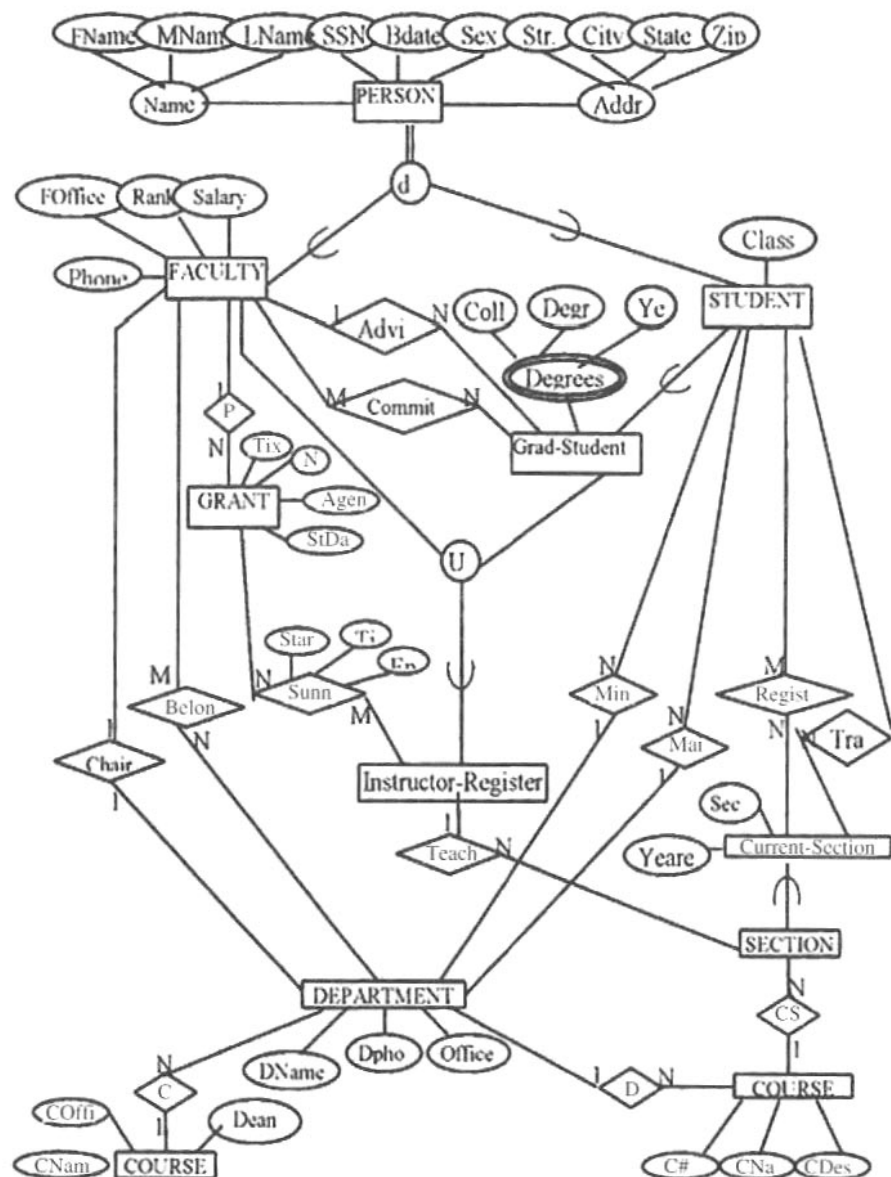 FName MNam LName SSN Bdate Sex Str. City State Zip
Name PERSON Addr
d
FOffice Rank Salary
Class
Phone FACULTY
STUDENT
Coll Degr Ye
1 Advi N
Degrees
M Commit N
Grad-Student
1
P
N
Tix N
GRANT Agen
StDa
U
Star Ti
En
N Sunn M
M
Belon
N
N
Min
1
M
Regist
N
N
Mai
1
N Tra
1
Chair
1
Instructor-Register
1
Teach N
Sec
Yeare Current-Section
SECTION
N
CS
1
DEPARTMENT
DName Dpho Office
N
C
1
1 D N COURSE
COffi Dean
CNam COURSE
C# CNa CDes